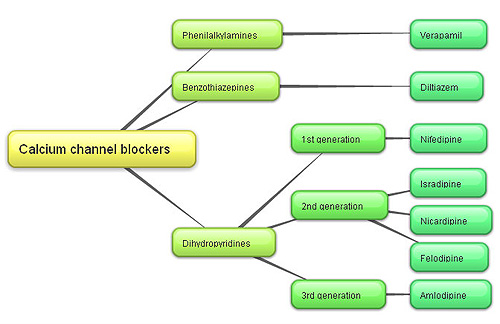 Phenilalkylamines
Verapamil
Benzothiazepines
Diltiazem
1st generation
Nifedipine
Calcium channel blockers
Isradipine
2nd generation
Nicardipine
Dihydropyridines
Felodipine
3rd generation
Amlodipine